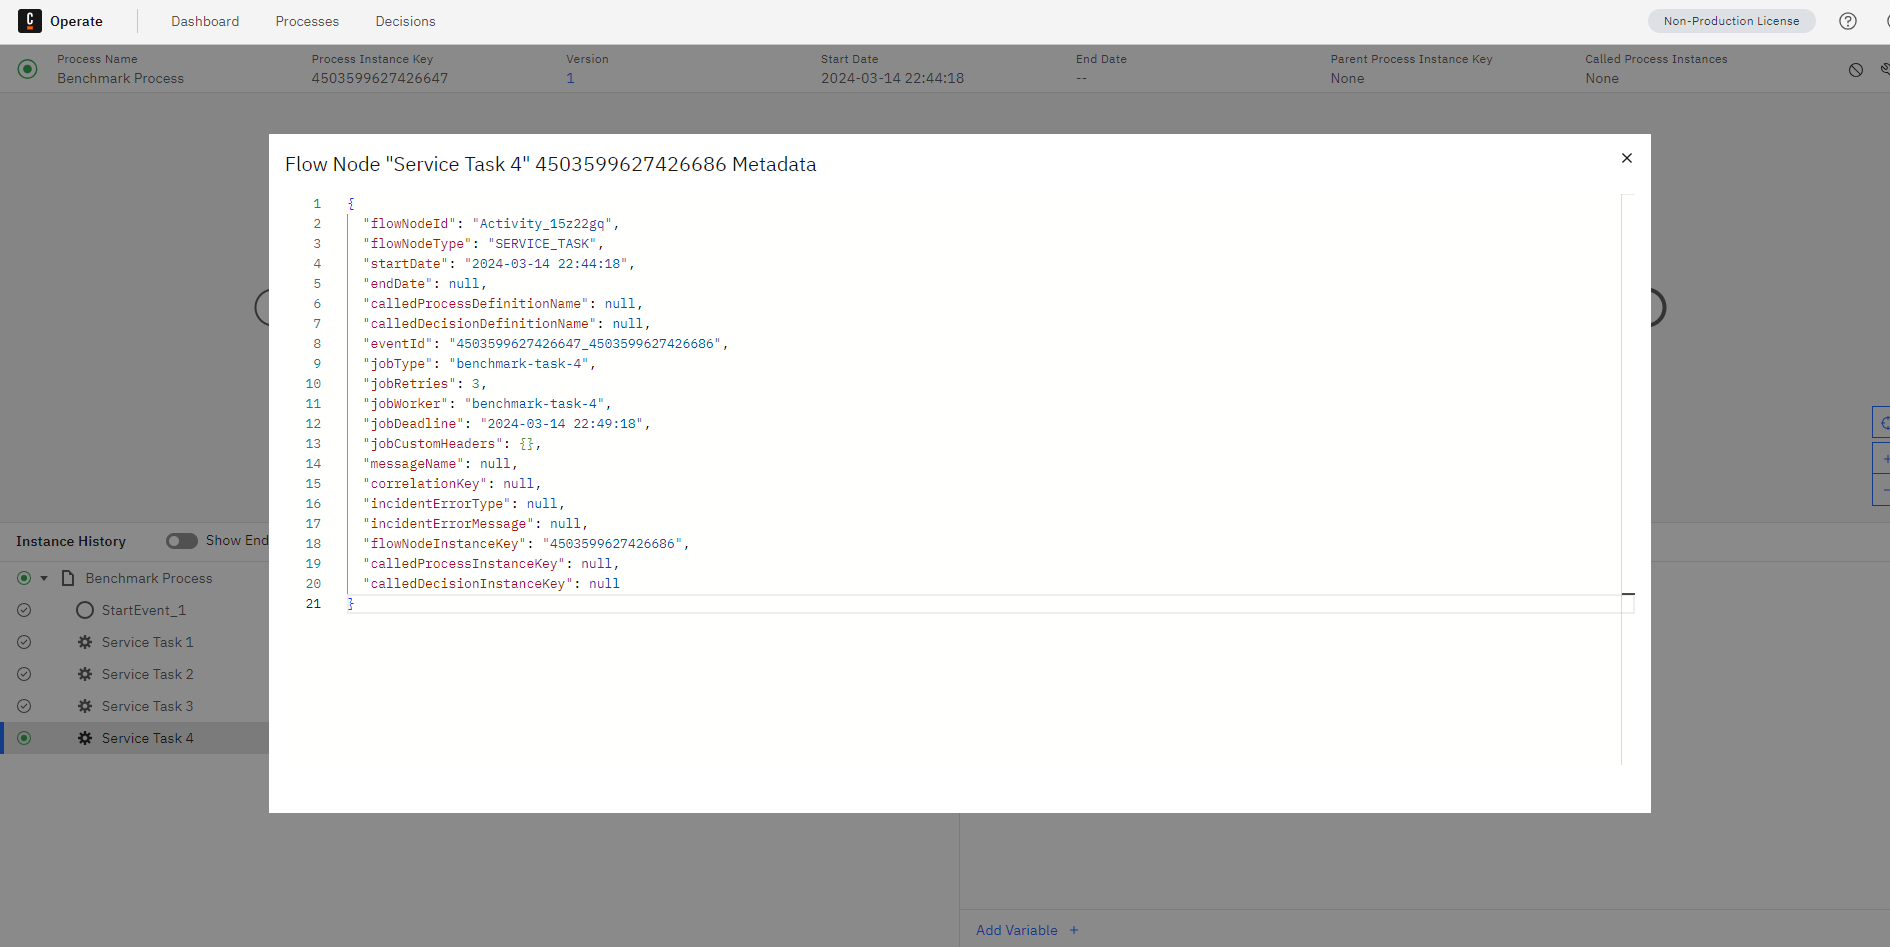 C Operate Dashboard Processes Decisions Non-Production License ?
Process Name Process Instance Key Version Start Date End Date Parent Process Instance Key Called Process Instances
Benchmark Process 4503599627426647 1 2024-03-14 22:44:18 -- None None
Flow Node "Service Task 4" 4503599627426686 Metadata
1 {
2 "flowNodeId": "Activity_15z22gq",
3 "flowNodeType": "SERVICE_TASK",
4 "startDate": "2024-03-14 22:44:18",
5 "endDate": null,
6 "calledProcessDefinitionName": null,
7 "calledDecisionDefinitionName": null,
8 "eventId": "4503599627426647_4503599627426686",
9 "jobType": "benchmark-task-4",
10 "jobRetries": 3,
11 "jobWorker": "benchmark-task-4",
12 "jobDeadline": "2024-03-14 22:49:18",
13 "jobCustomHeaders": {},
14 "messageName": null,
15 "correlationKey": null,
16 "incidentErrorType": null,
17 "incidentErrorMessage": null,
18 "flowNodeInstanceKey": "4503599627426686",
19 "calledProcessInstanceKey": null,
20 "calledDecisionInstanceKey": null
21 }
Instance History Show End
Benchmark Process
StartEvent_1
Service Task 1
Service Task 2
Service Task 3
Service Task 4
Add Variable +